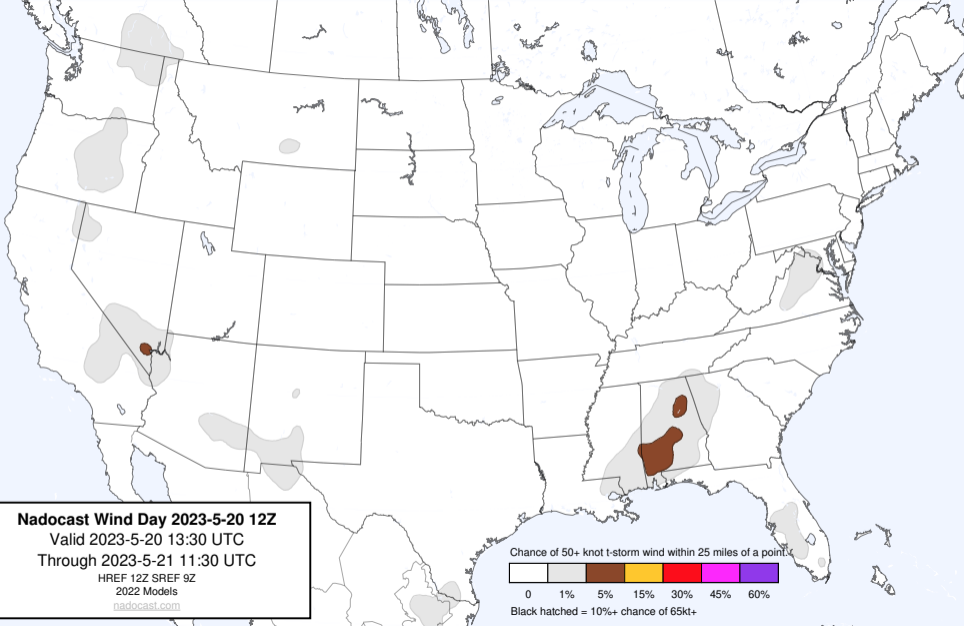 Nadocast Wind Day 2023-5-20 12Z
Valid 2023-5-20 13:30 UTC
Through 2023-5-21 11:30 UTC
HREF 12Z SREF 9Z
2022 Models
nadocast.com
Chance of 50+ knot t-storm wind within 25 miles of a point.
0 1% 5% 15% 30% 45% 60%
Black hatched = 10%+ chance of 65kt+